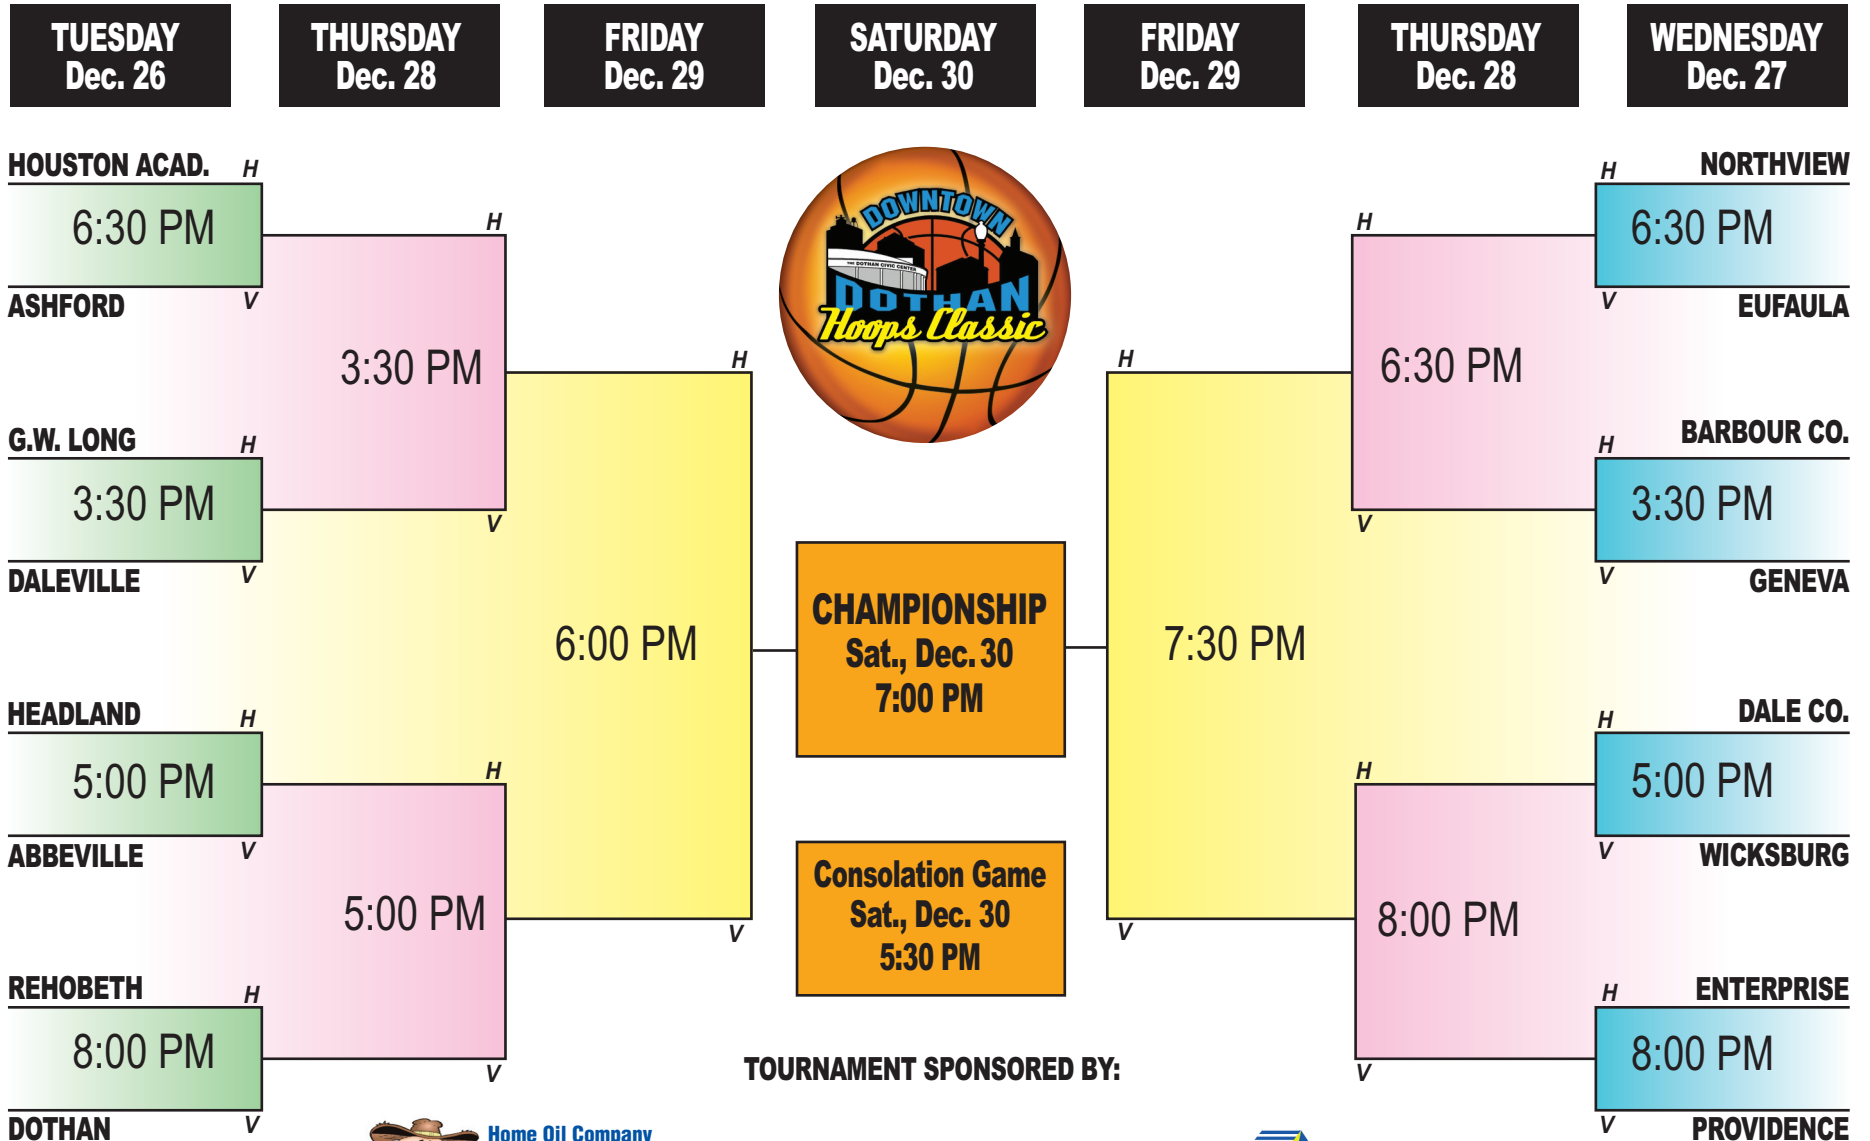 TUESDAY
Dec. 26
THURSDAY
Dec. 28
FRIDAY
Dec. 29
SATURDAY
Dec. 30
FRIDAY
Dec. 29
THURSDAY
Dec. 28
WEDNESDAY
Dec. 27
HOUSTON ACAD. H
6:30 PM
ASHFORD V
G.W. LONG H
3:30 PM
DALEVILLE V
HEADLAND H
5:00 PM
ABBEVILLE V
REHOBETH H
8:00 PM
DOTHAN V
H
3:30 PM
V
H
5:00 PM
V
H
6:00 PM
V
DOWNTOWN
THE DOTHAN CIVIC CENTER
DOTHAN
Hoops Classic
CHAMPIONSHIP
Sat., Dec. 30
7:00 PM
Consolation Game
Sat., Dec. 30
5:30 PM
H
7:30 PM
V
H
6:30 PM
V
H
8:00 PM
V
H NORTHVIEW
6:30 PM
V EUFAULA
H BARBOUR CO.
3:30 PM
V GENEVA
H DALE CO.
5:00 PM
V WICKSBURG
H ENTERPRISE
8:00 PM
V PROVIDENCE
TOURNAMENT SPONSORED BY:
Home Oil Company